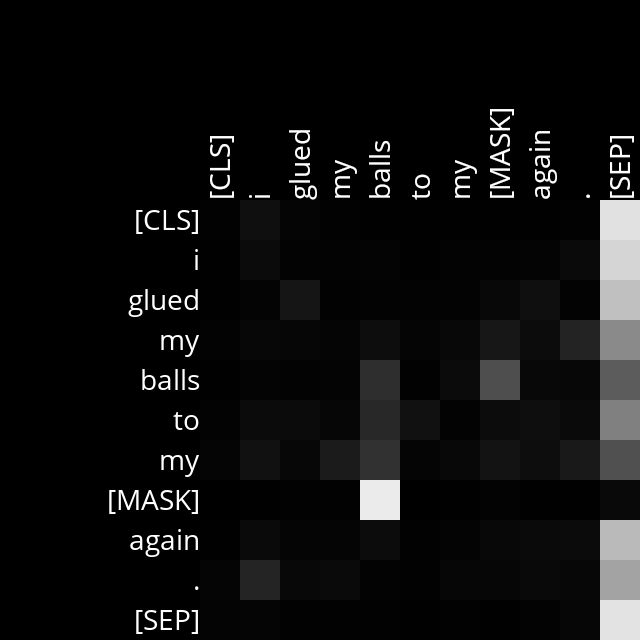 [CLS] i glued my balls to my [MASK] again . [SEP]
[CLS]
i
glued
my
balls
to
my
[MASK]
again
.
[SEP]